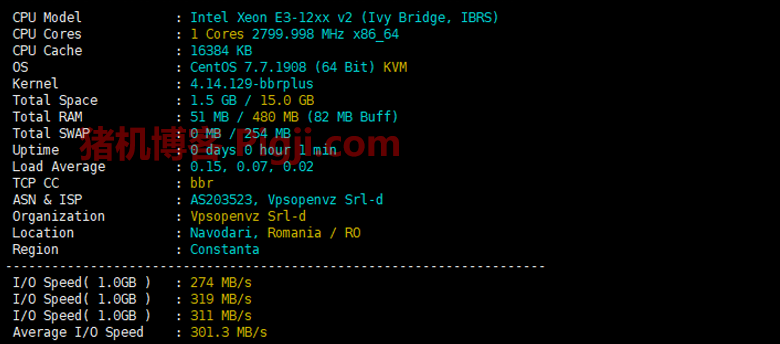 CPU Model : Intel Xeon E3-12xx v2 (Ivy Bridge, IBRS)
CPU Cores : 1 Cores 2799.998 MHz x86_64
CPU Cache : 16384 KB
OS : CentOS 7.7.1908 (64 Bit) KVM
Kernel : 4.14.129-bbrplus
Total Space : 1.5 GB / 15.0 GB
Total RAM : 51 MB / 480 MB (82 MB Buff)
Total SWAP : 0 MB / 254 MB
猪机博客 Pigji.com
Uptime : 0 days 0 hour 1 min
Load Average : 0.15, 0.07, 0.02
TCP CC : bbr
ASN & ISP : AS203523, Vpsopenvz Srl-d
Organization : Vpsopenvz Srl-d
Location : Navodari, Romania / RO
Region : Constanta
----------------------------------------------------------------------
I/O Speed( 1.0GB ) : 274 MB/s
I/O Speed( 1.0GB ) : 319 MB/s
I/O Speed( 1.0GB ) : 311 MB/s
Average I/O Speed : 301.3 MB/s